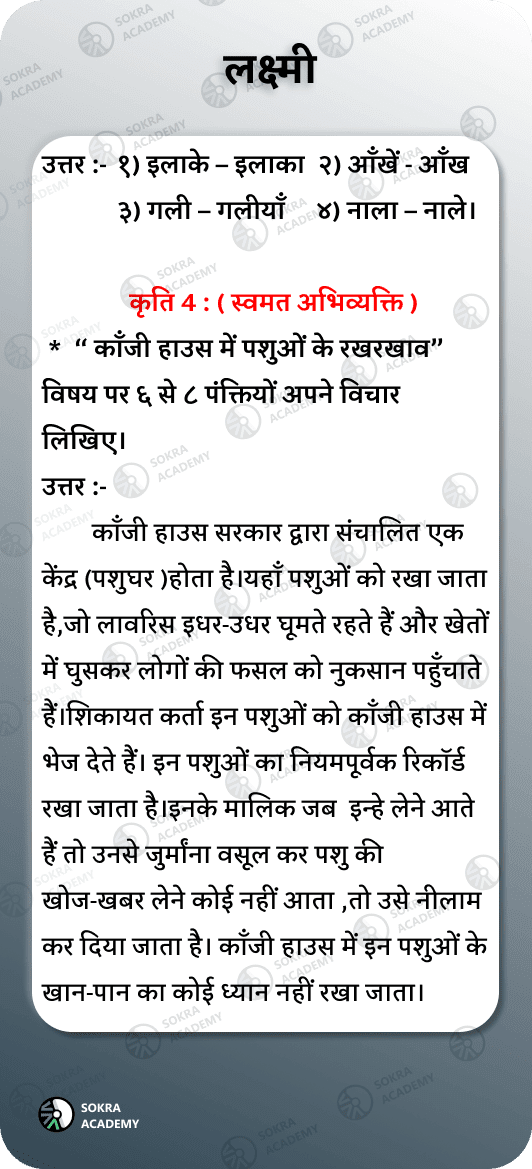 लक्ष्मी
उत्तर :- १) इलाके – इलाका २) आँखें - आँख
३) गली – गलीयाँ ४) नाला – नाले।
कृति 4 : ( स्वमत अभिव्यक्ति )
* “ काँजी हाउस में पशुओं के रखरखाव”
विषय पर ६ से ८ पंक्तियों अपने विचार
लिखिए।
उत्तर :-
काँजी हाउस सरकार द्वारा संचालित एक
केंद्र (पशुघर )होता है।यहाँ पशुओं को रखा जाता
है,जो लावरिस इधर-उधर घूमते रहते हैं और खेतों
में घुसकर लोगों की फसल को नुकसान पहुँचाते
हैं।शिकायत कर्ता इन पशुओं को काँजी हाउस में
भेज देते हैं। इन पशुओं का नियमपूर्वक रिकॉर्ड
रखा जाता है।इनके मालिक जब इन्हे लेने आते
हैं तो उनसे जुर्मांना वसूल कर पशु की
खोज-खबर लेने कोई नहीं आता ,तो उसे नीलाम
कर दिया जाता है। काँजी हाउस में इन पशुओं के
खान-पान का कोई ध्यान नहीं रखा जाता।
SOKRA
ACADEMY